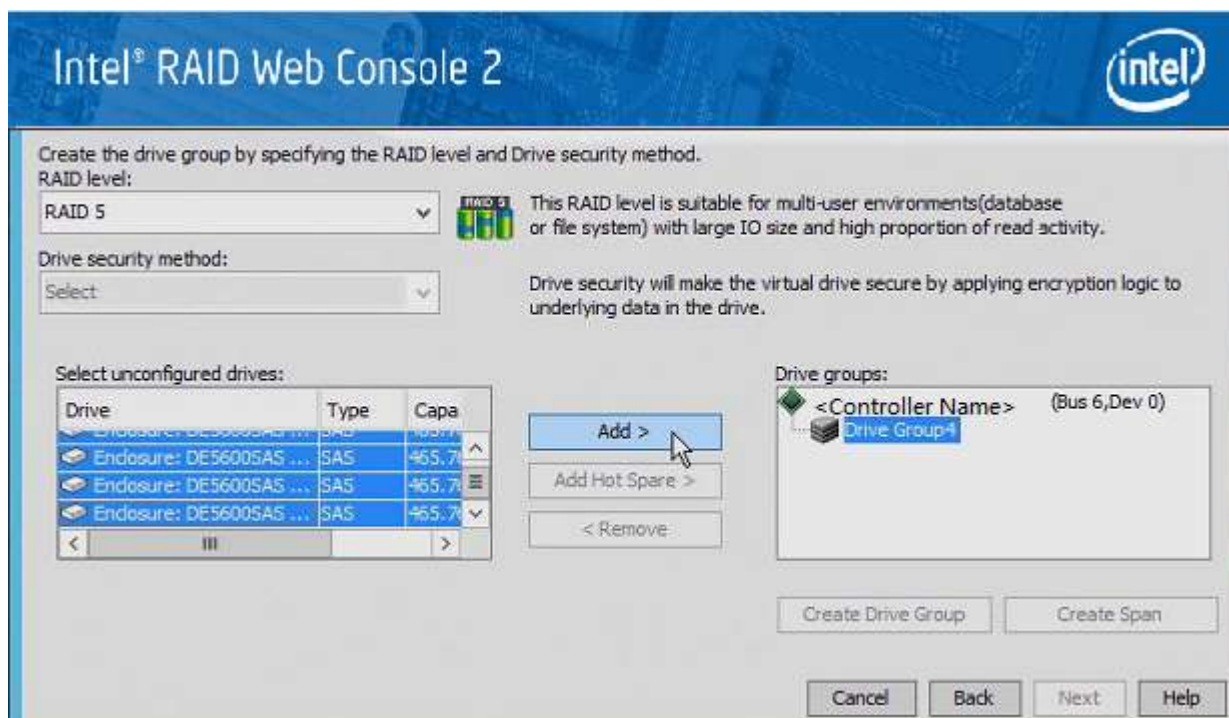 Intel® RAID Web Console 2
intel
Create the drive group by specifying the RAID level and Drive security method.
RAID level:
RAID 5
RAID 5
This RAID level is suitable for multi-user environments(database
or file system) with large IO size and high proportion of read activity.
Drive security method:
Select
Drive security will make the virtual drive secure by applying encryption logic to
underlying data in the drive.
Select unconfigured drives:
Drive Type Capa
Enclosure: DE5600SAS ... SAS 465.7
Enclosure: DE5600SAS ... SAS 465.7
Enclosure: DE5600SAS ... SAS 465.7
Add >
Add Hot Spare >
< Remove
Drive groups:
<Controller Name> (Bus 6,Dev 0)
Drive Group4
Create Drive Group
Create Span
Cancel
Back
Next
Help